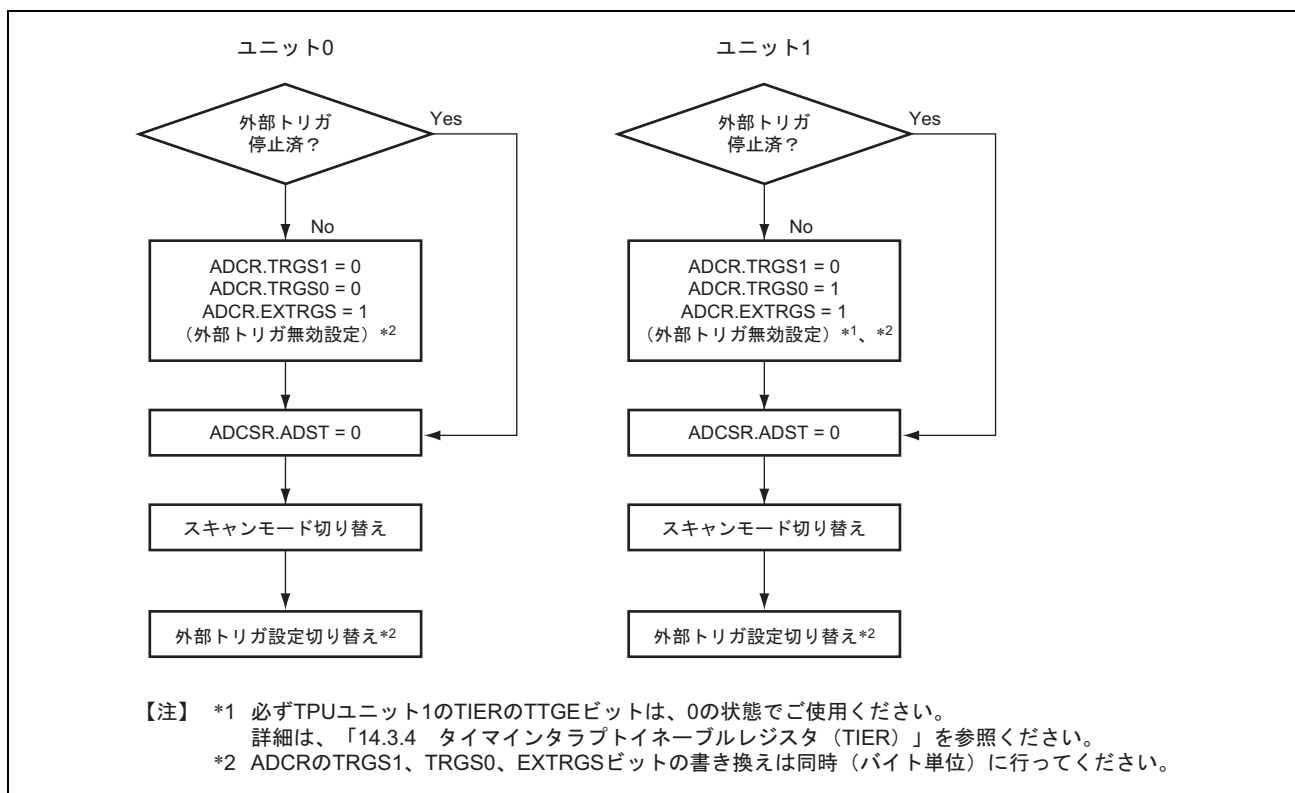 ユニット0
外部トリガ
停止済？
Yes
No
ADCR.TRGS1 = 0
ADCR.TRGS0 = 0
ADCR.EXTRGS = 1
（外部トリガ無効設定）*2
ADCSR.ADST = 0
スキャンモード切り替え
外部トリガ設定切り替え*2
ユニット1
外部トリガ
停止済？
Yes
No
ADCR.TRGS1 = 0
ADCR.TRGS0 = 1
ADCR.EXTRGS = 1
（外部トリガ無効設定）*1、*2
ADCSR.ADST = 0
スキャンモード切り替え
外部トリガ設定切り替え*2
【注】 *1 必ずTPUユニット1のTIERのTTGEビットは、0の状態でご使用ください。
詳細は、「14.3.4 タイマインタラプトイネーブルレジスタ（TIER）」を参照ください。
*2 ADCRのTRGS1、TRGS0、EXTRGSビットの書き換えは同時（バイト単位）に行ってください。